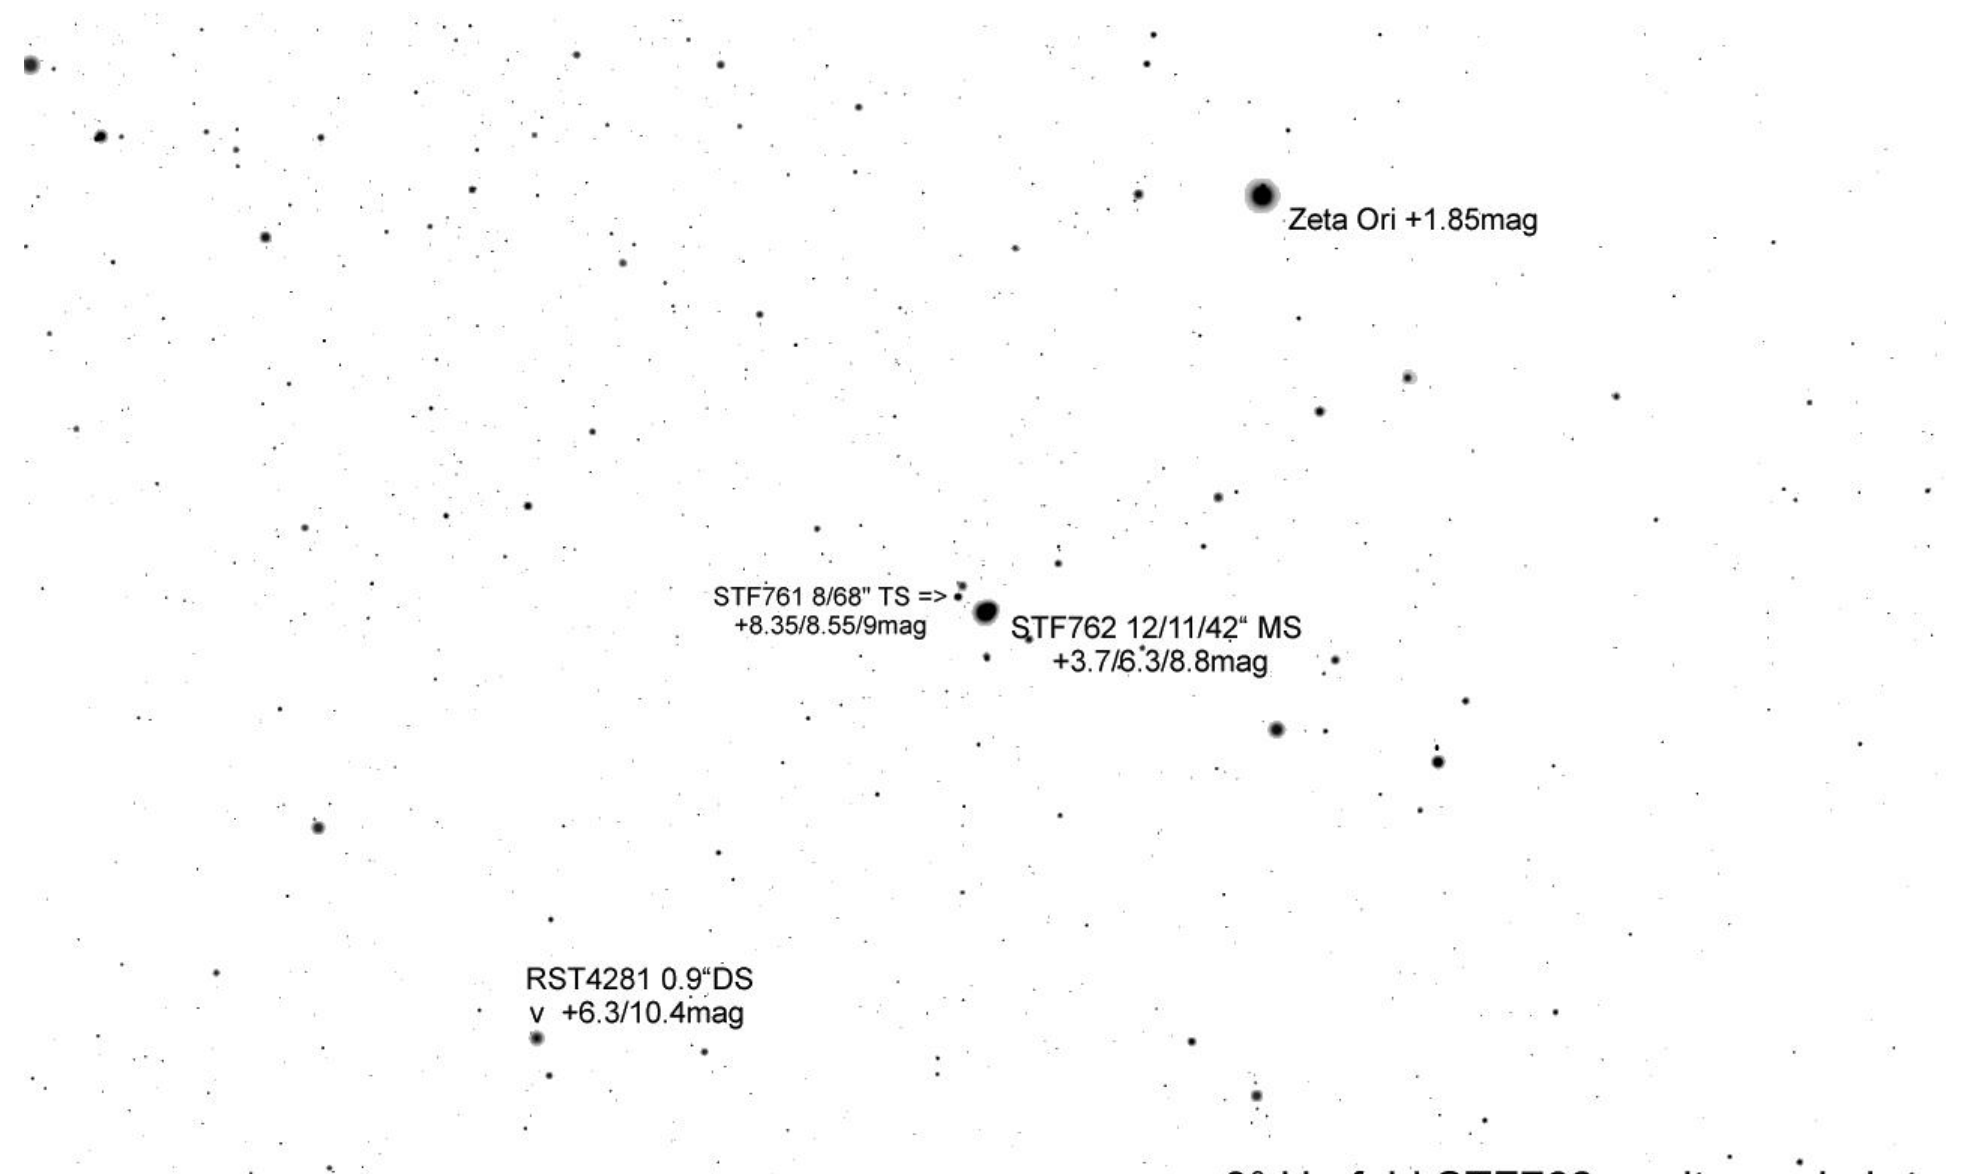 Zeta Ori +1.85mag
STF761 8/68" TS =>
+8.35/8.55/9mag
STF762 12/11/42“ MS
+3.7/6.3/8.8mag
RST4281 0.9“DS
v +6.3/10.4mag